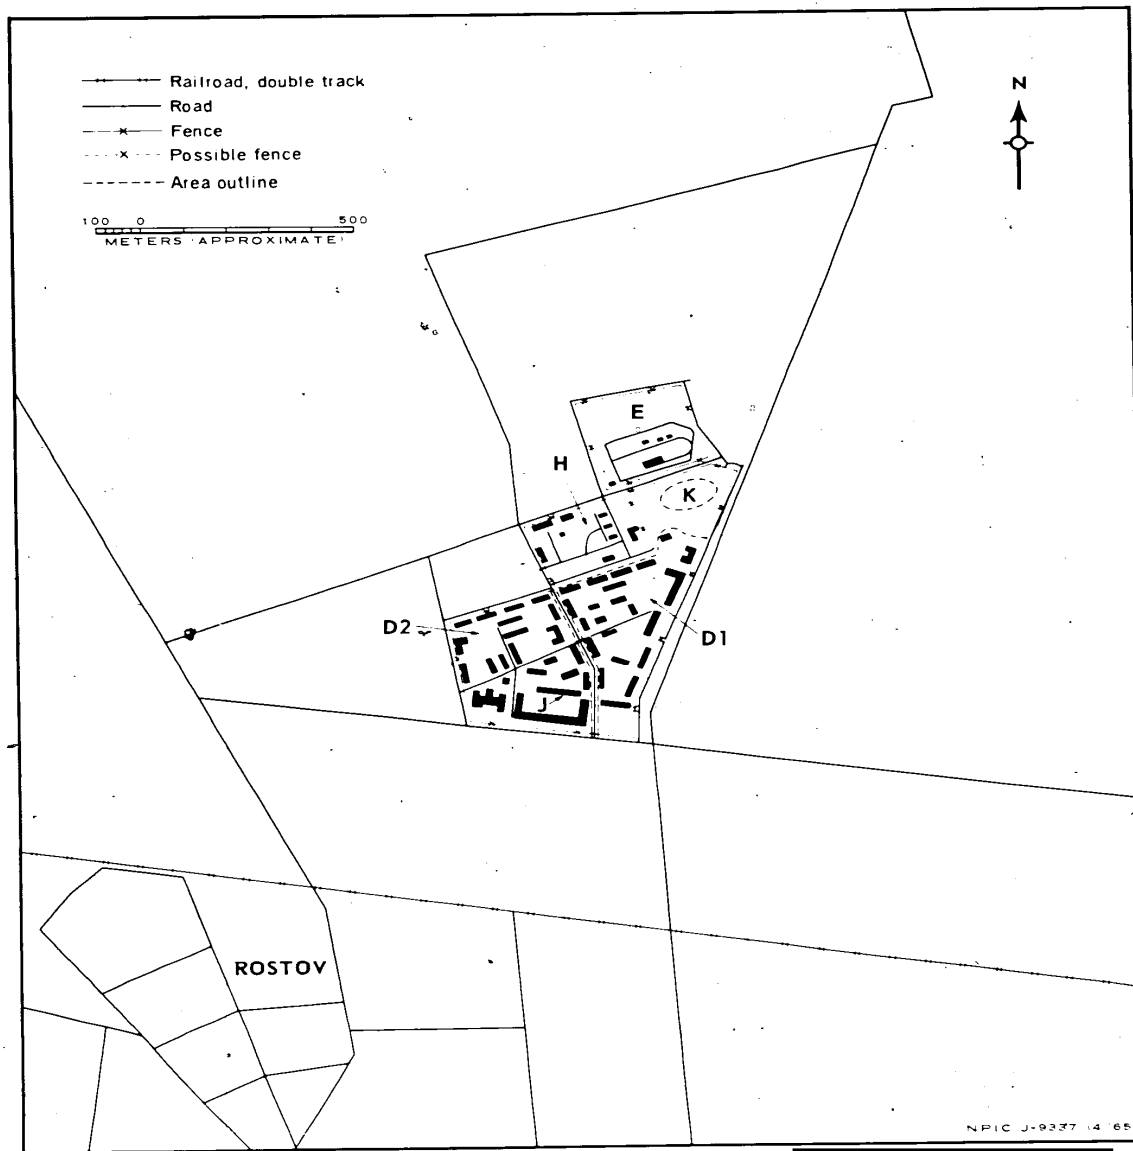 Railroad, double track
Road
Fence
Possible fence
Area outline
100 0 500
METERS (APPROXIMATE)
N
E
H
K
D2
D1
J
ROSTOV
NPIC J-9337 (4/65